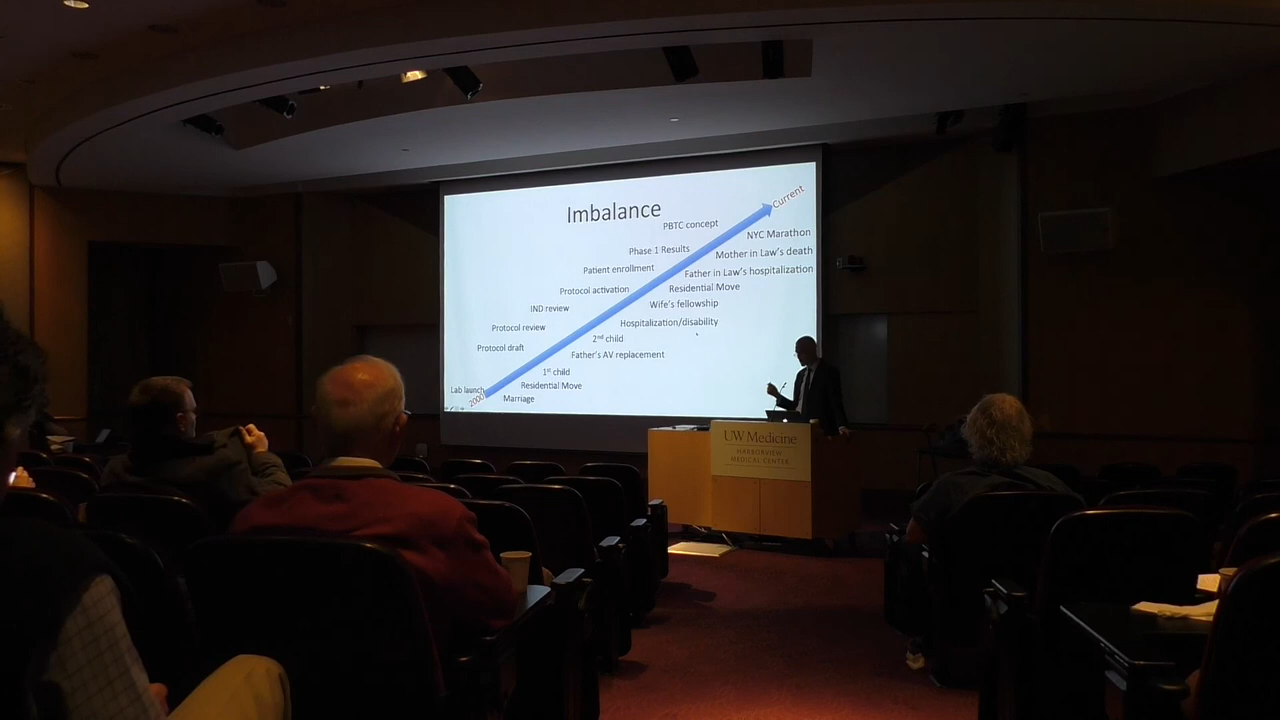 Imbalance
Current
PBTC concept
NYC Marathon
Phase 1 Results
Mother in Law's death
Patient enrollment
Father in Law's hospitalization
Protocol activation
Residential Move
IND review
Wife's fellowship
Protocol review
Hospitalization/disability
2nd child
Protocol draft
Father's AV replacement
1st child
Lab launch
Residential Move
2000
Marriage
UW Medicine
HARBORVIEW
MEDICAL CENTER